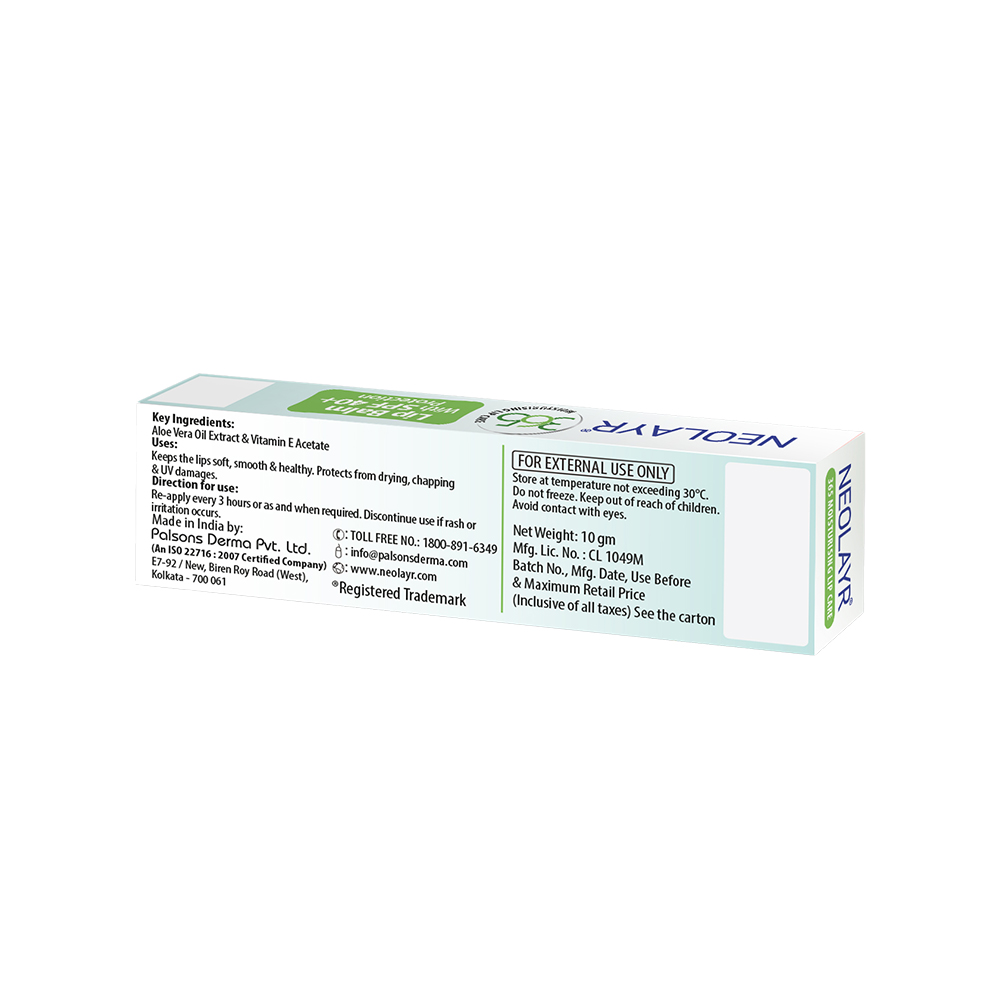 Lip Balm
with SPF 40+
Protection
365
MOISTURISING LIP CARE
NEOLAYR®
Key Ingredients:
Aloe Vera Oil Extract & Vitamin E Acetate
Uses:
Keeps the lips soft, smooth & healthy. Protects from drying, chapping
& UV damages.
Direction for use:
Re-apply every 3 hours or as and when required. Discontinue use if rash or
irritation occurs.
Made in India by:
Palsons Derma Pvt. Ltd.
(An ISO 22716 : 2007 Certified Company)
E7-92 / New, Biren Roy Road (West),
Kolkata - 700 061
: TOLL FREE NO.: 1800-891-6349
: info@palsonsderma.com
: www.neolayr.com
®Registered Trademark
FOR EXTERNAL USE ONLY
Store at temperature not exceeding 30°C.
Do not freeze. Keep out of reach of children.
Avoid contact with eyes.
Net Weight: 10 gm
Mfg. Lic. No. : CL 1049M
Batch No., Mfg. Date, Use Before
& Maximum Retail Price
(Inclusive of all taxes) See the carton
NEOLAYR®
365 MOISTURISING LIP CARE